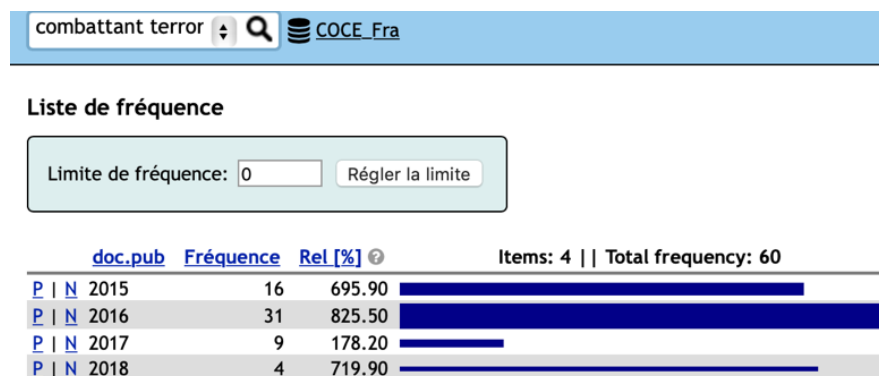 combattant terror COCE_Fra
Liste de fréquence
Limite de fréquence: 0 Régler la limite
doc.pub Fréquence Rel [%] ? Items: 4 || Total frequency: 60
P | N 2015 16 695.90
P | N 2016 31 825.50
P | N 2017 9 178.20
P | N 2018 4 719.90